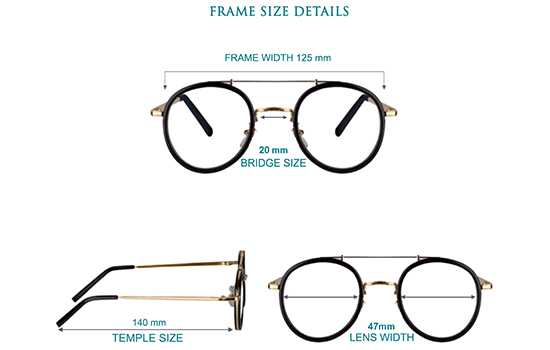 FRAME SIZE DETAILS
FRAME WIDTH 125 mm
20 mm
BRIDGE SIZE
140 mm
TEMPLE SIZE
47mm
LENS WIDTH